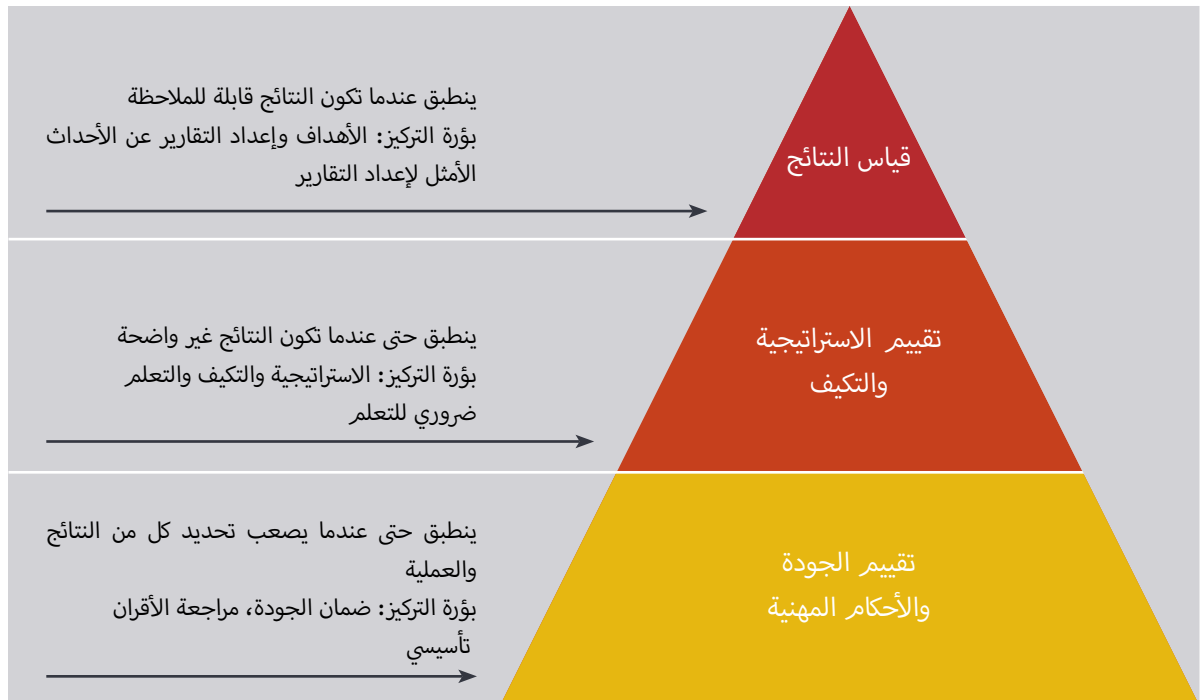 ينطبق عندما تكون النتائج قابلة للملاحظة
بؤرة التركيز: الأهداف وإعداد التقارير عن الأحداث
الأمثل لإعداد التقارير
قياس النتائج
ينطبق حتى عندما تكون النتائج غير واضحة
بؤرة التركيز: الاستراتيجية والتكيف والتعلم
ضروري للتعلم
تقييم الاستراتيجية
والتكيف
ينطبق حتى عندما يصعب تحديد كل من النتائج
والعملية
بؤرة التركيز: ضمان الجودة، مراجعة الأقران
تأسيسي
تقييم الجودة
والأحكام المهنية